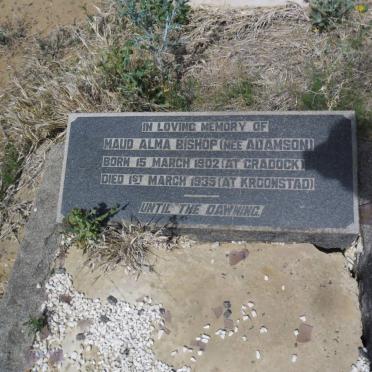 IN LOVING MEMORY OF
MAUD ALMA BISHOP (NEE ADAMSON)
BORN 15 MARCH 1902 (AT CRADOCK)
DIED 1ST MARCH 1935 (AT KROONSTAD)
UNTIL THE DAWNING.